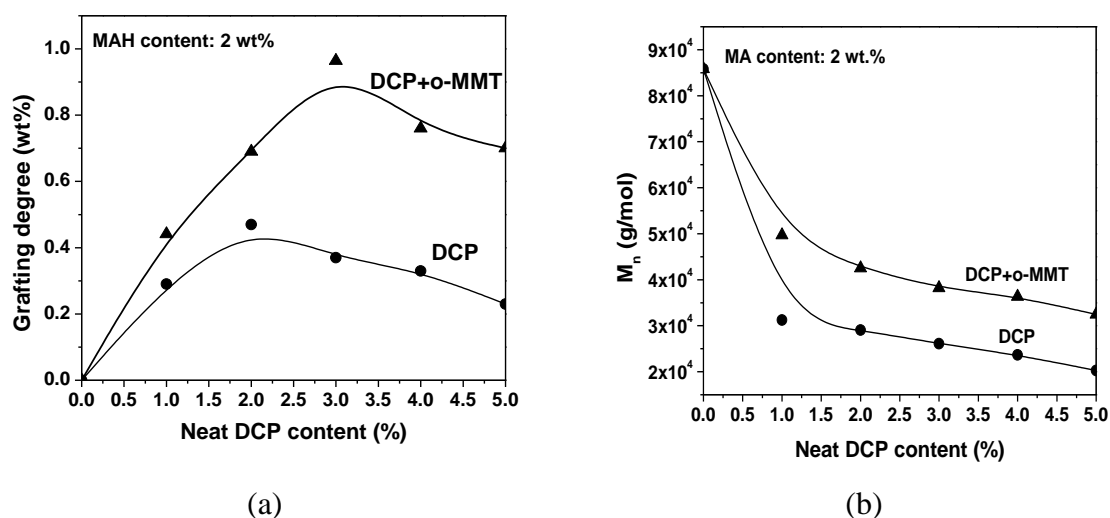 MAH content: 2 wt%
DCP+o-MMT
DCP
Grafting degree (wt%)
1.0
0.8
0.6
0.4
0.2
0.0
0.0 0.5 1.0 1.5 2.0 2.5 3.0 3.5 4.0 4.5 5.0
Neat DCP content (%)
(a)
MA content: 2 wt.%
DCP+o-MMT
DCP
Mn (g/mol)
9x10⁴
8x10⁴
7x10⁴
6x10⁴
5x10⁴
4x10⁴
3x10⁴
2x10⁴
0.0 0.5 1.0 1.5 2.0 2.5 3.0 3.5 4.0 4.5 5.0
Neat DCP content (%)
(b)